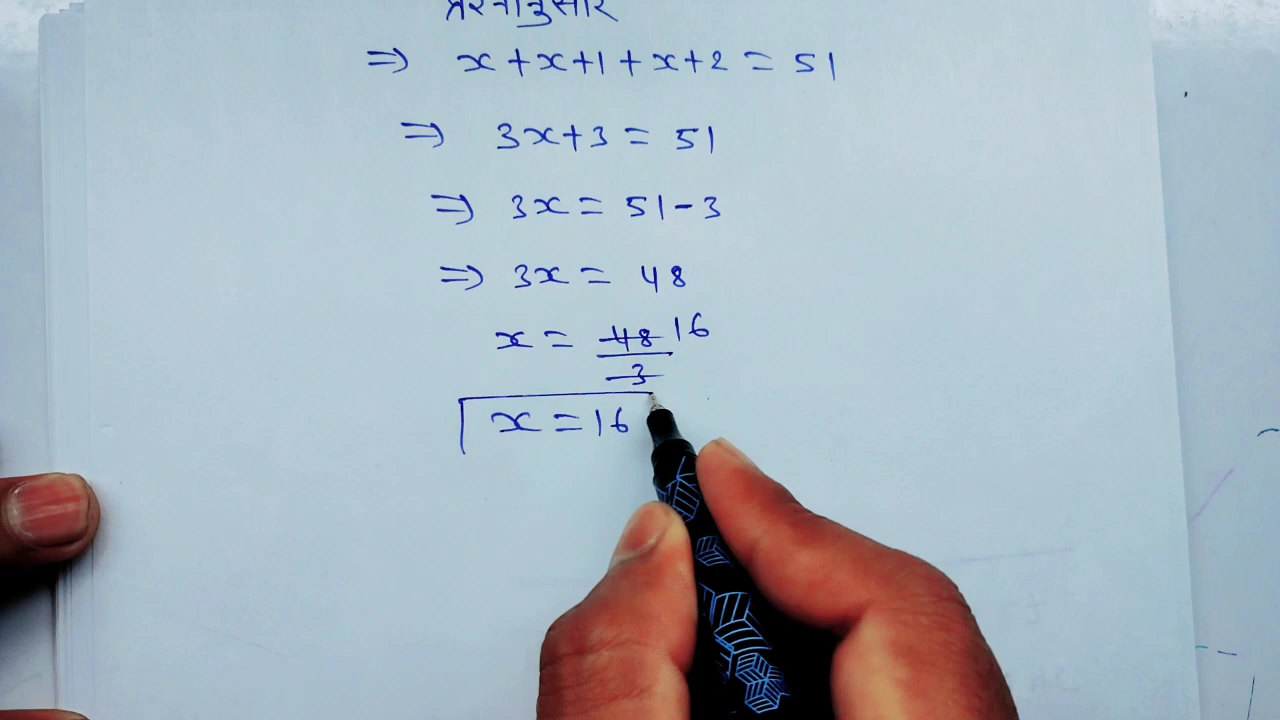 प्रश्नानुसार
⇒ x+x+1+x+2 = 51
⇒ 3x+3 = 51
⇒ 3x = 51-3
⇒ 3x = 48
x = 48/3 16
x = 16